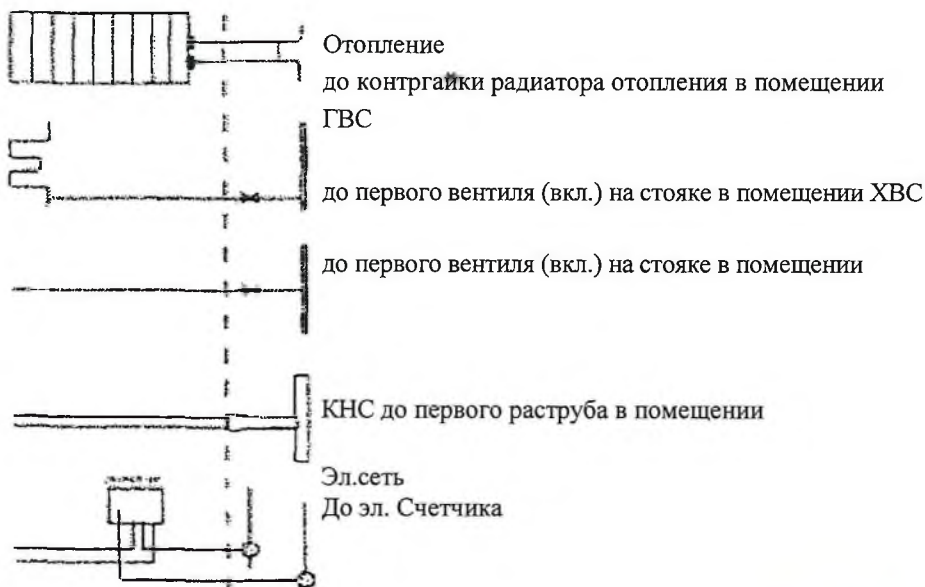 Отопление
до контргайки радиатора отопления в помещении
ГВС
до первого вентиля (вкл.) на стояке в помещении ХВС
до первого вентиля (вкл.) на стояке в помещении
КНС до первого раструба в помещении
Эл.сеть
До эл. Счетчика